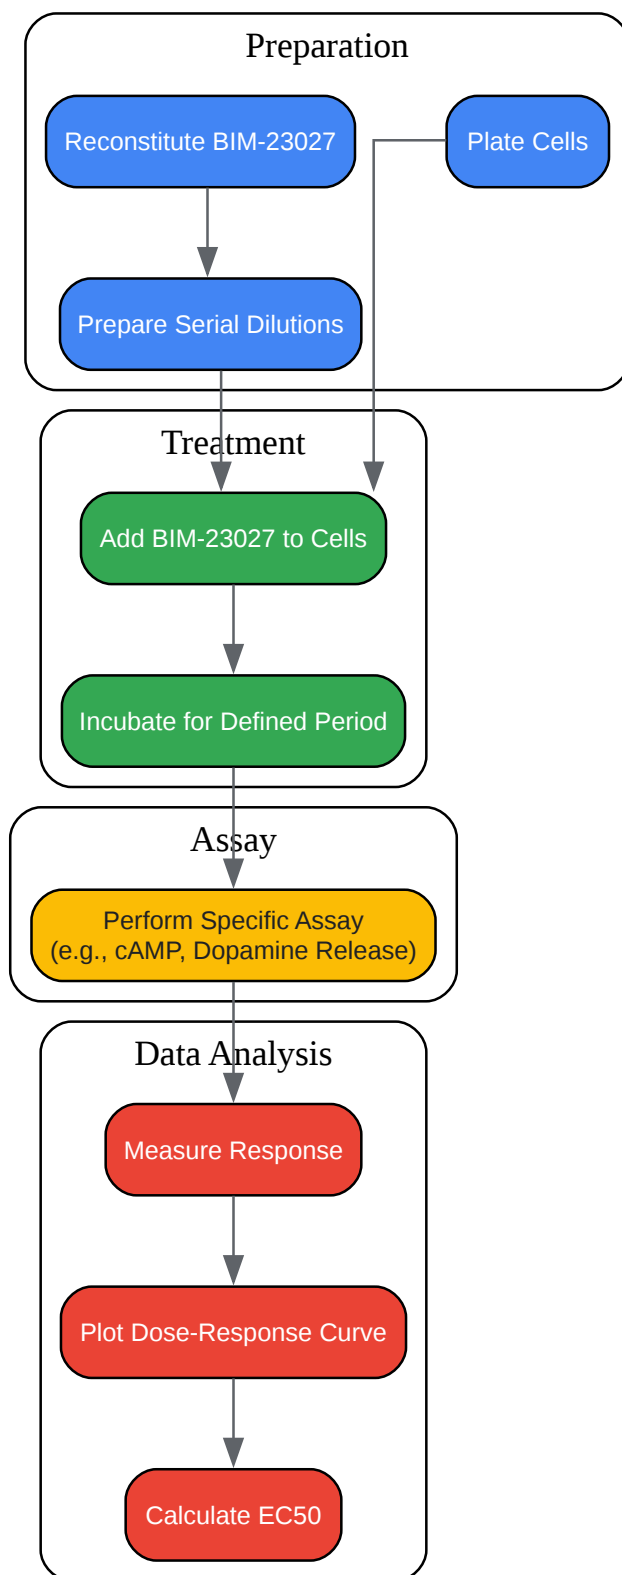 Preparation
Reconstitute BIM-23027
Plate Cells
Prepare Serial Dilutions
Treatment
Add BIM-23027 to Cells
Incubate for Defined Period
Assay
Perform Specific Assay
(e.g., cAMP, Dopamine Release)
Data Analysis
Measure Response
Plot Dose-Response Curve
Calculate EC50